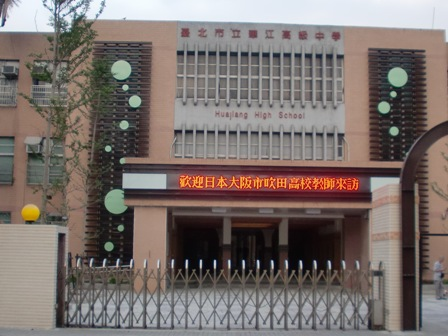 臺北市立華江高級中學
Huajiang High School
歡迎日本大阪市吹田高校教師來訪